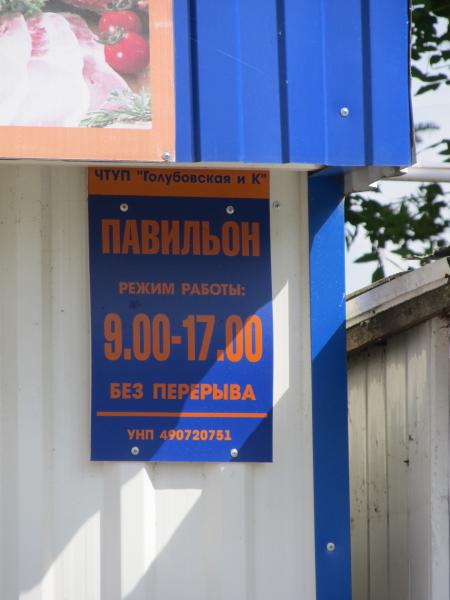 ЧТУП "Голубовская и К"
ПАВИЛЬОН
РЕЖИМ РАБОТЫ:
9.00-17.00
БЕЗ ПЕРЕРЫВА
УНП 490720751